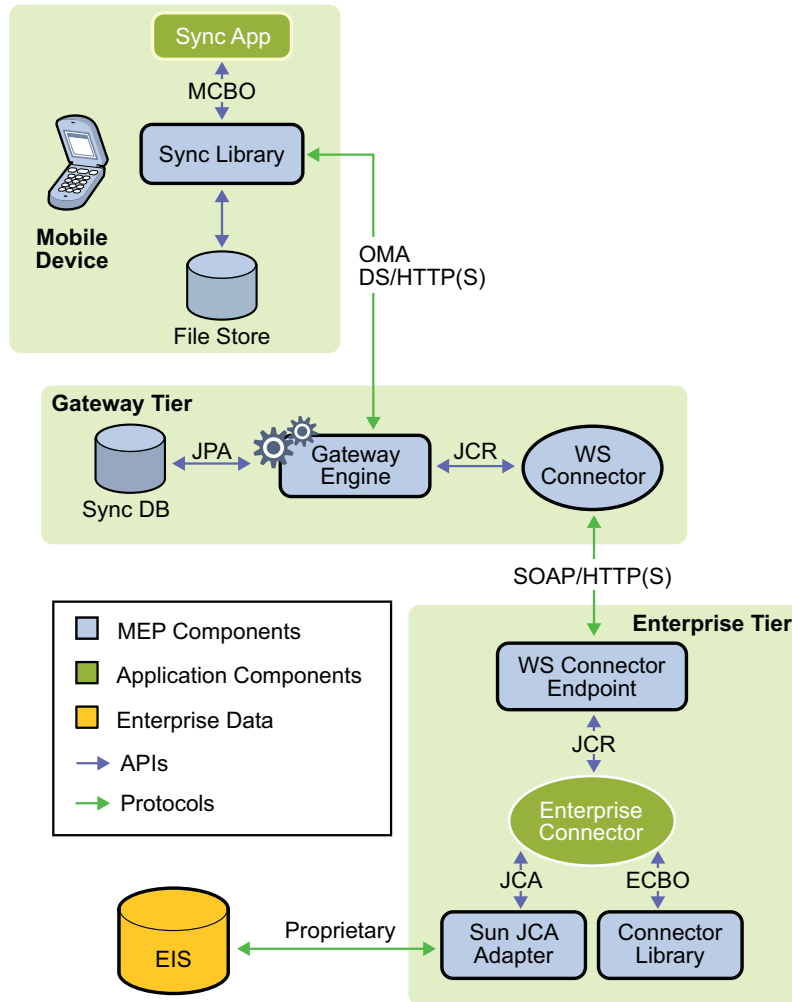 Sync App
MCBO
Sync Library
Mobile
Device
File Store
OMA
DS/HTTP(S)
Gateway Tier
Sync DB
JPA
Gateway
Engine
JCR
WS
Connector
SOAP/HTTP(S)
MEP Components
Application Components
Enterprise Data
APIs
Protocols
Enterprise Tier
WS Connector
Endpoint
JCR
Enterprise
Connector
JCA
ECBO
Sun JCA
Adapter
Connector
Library
Proprietary
EIS